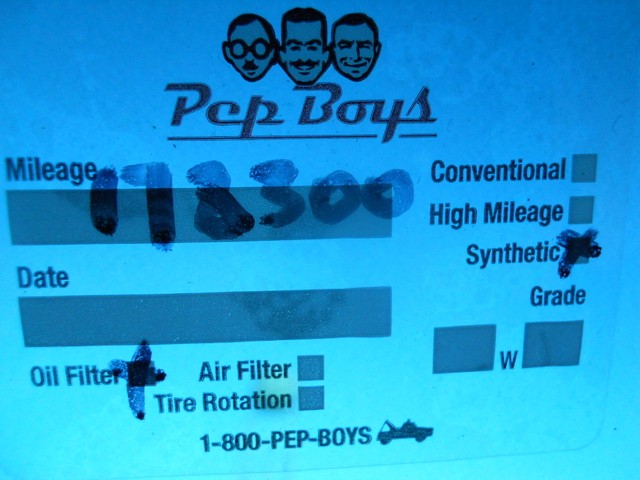 Pep Boys
Mileage
178300
Conventional
High Mileage
Synthetic
Date
Grade
W
Oil Filter
Air Filter
Tire Rotation
1-800-PEP-BOYS